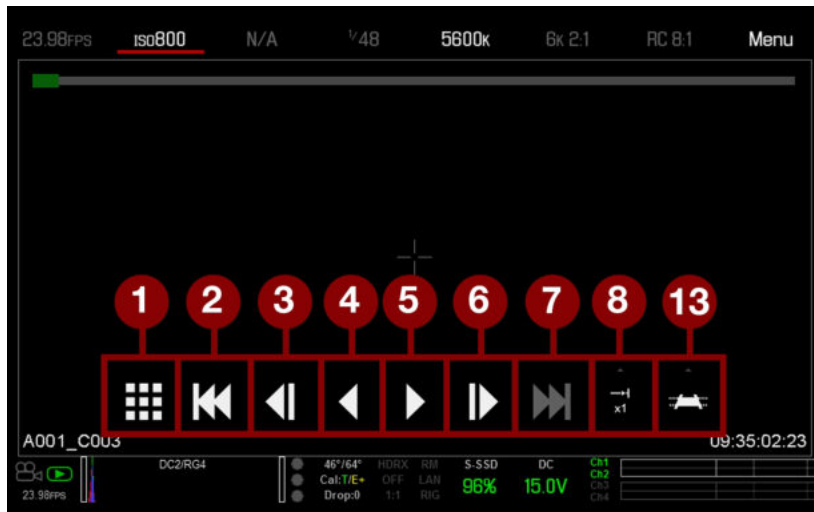 23.98FPS ISO800 N/A 1/48 5600K 6K 2:1 RC 8:1 Menu
1 2 3 4 5 6 7 8 13
x1
A001_C003 09:35:02:23
DC2/RG4 46°/64° HDRX RM S-SSD DC Ch1
Ch2
Cal:T/E+ OFF LAN 96% 15.0V Ch3
23.98FPS Drop:0 1:1 RIG Ch4